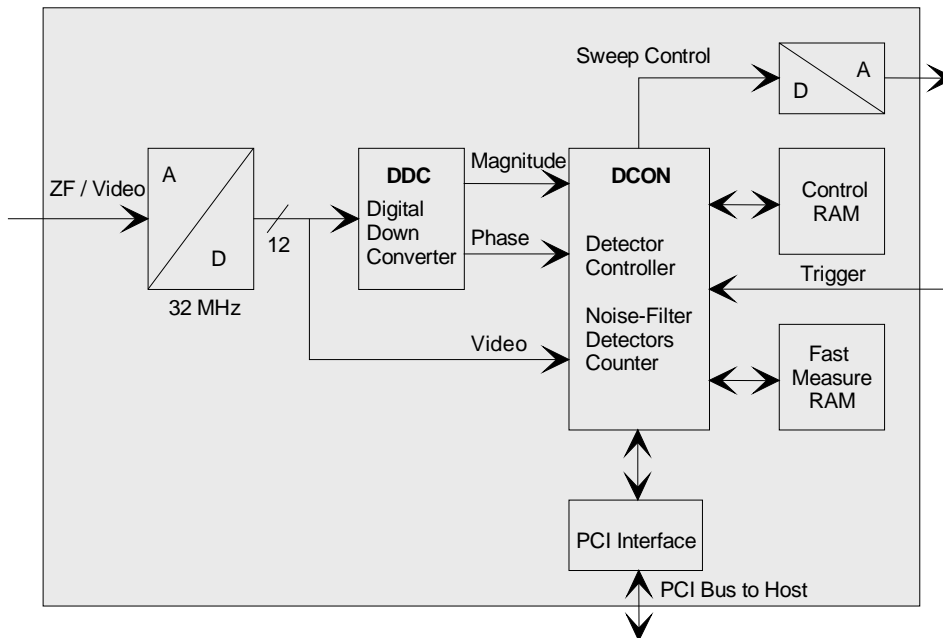 Sweep Control
A
D
ZF / Video
A
D
32 MHz
12
DDC
Digital
Down
Converter
Magnitude
Phase
Video
DCON
Detector
Controller
Noise-Filter
Detectors
Counter
Control
RAM
Trigger
Fast
Measure
RAM
PCI Interface
PCI Bus to Host